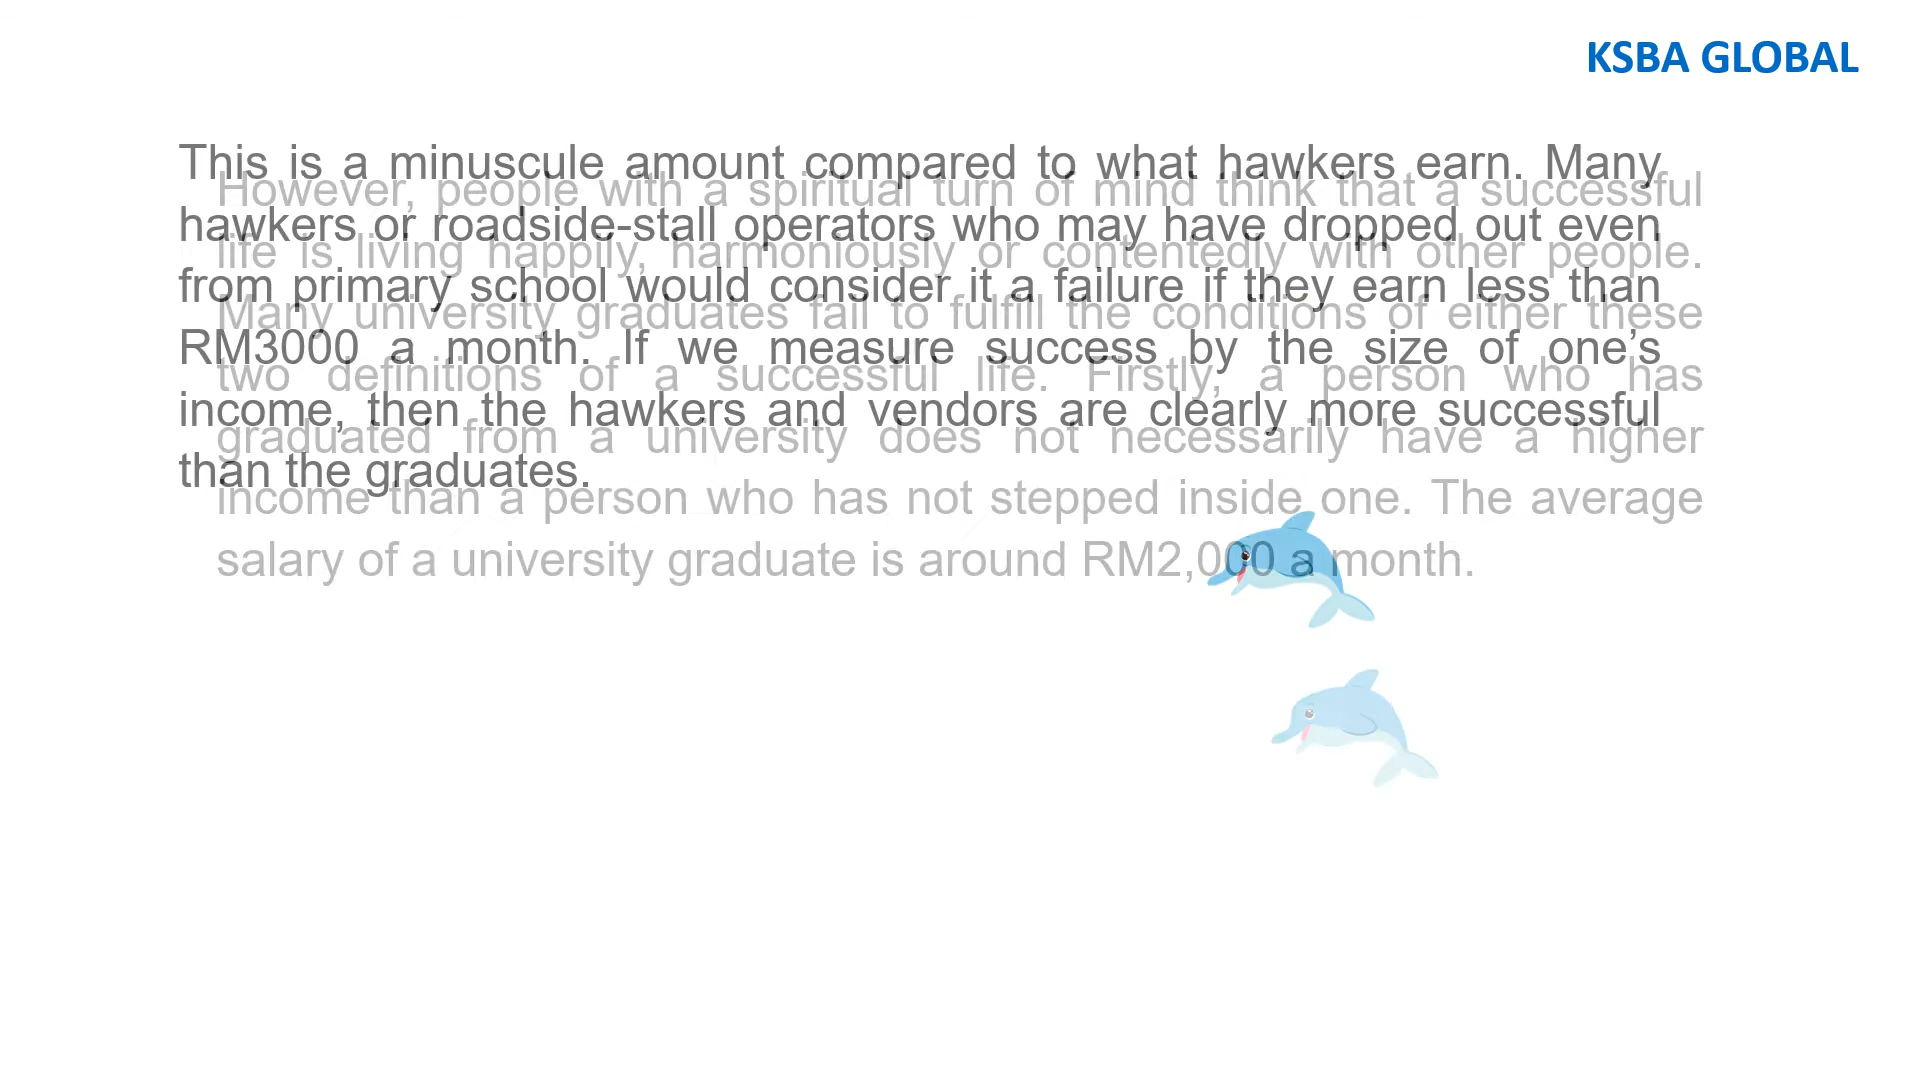 KSBA GLOBAL
This is a minuscule amount compared to what hawkers earn. Many
hawkers or roadside-stall operators who may have dropped out even
from primary school would consider it a failure if they earn less than
RM3000 a month. If we measure success by the size of one’s
income, then the hawkers and vendors are clearly more successful
than the graduates.
However, people with a spiritual turn of mind think that a successful
life is living happily, harmoniously or contentedly with other people.
Many university graduates fail to fulfill the conditions of either these
two definitions of a successful life. Firstly, a person who has
graduated from a university does not necessarily have a higher
income than a person who has not stepped inside one. The average
salary of a university graduate is around RM2,000 a month.